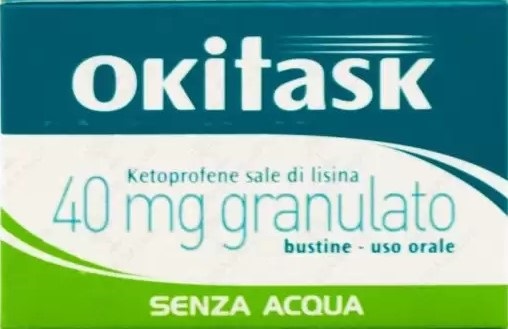 OKITASK
Ketoprofene sale di lisina
40 mg granulato
bustine - uso orale
SENZA ACQUA